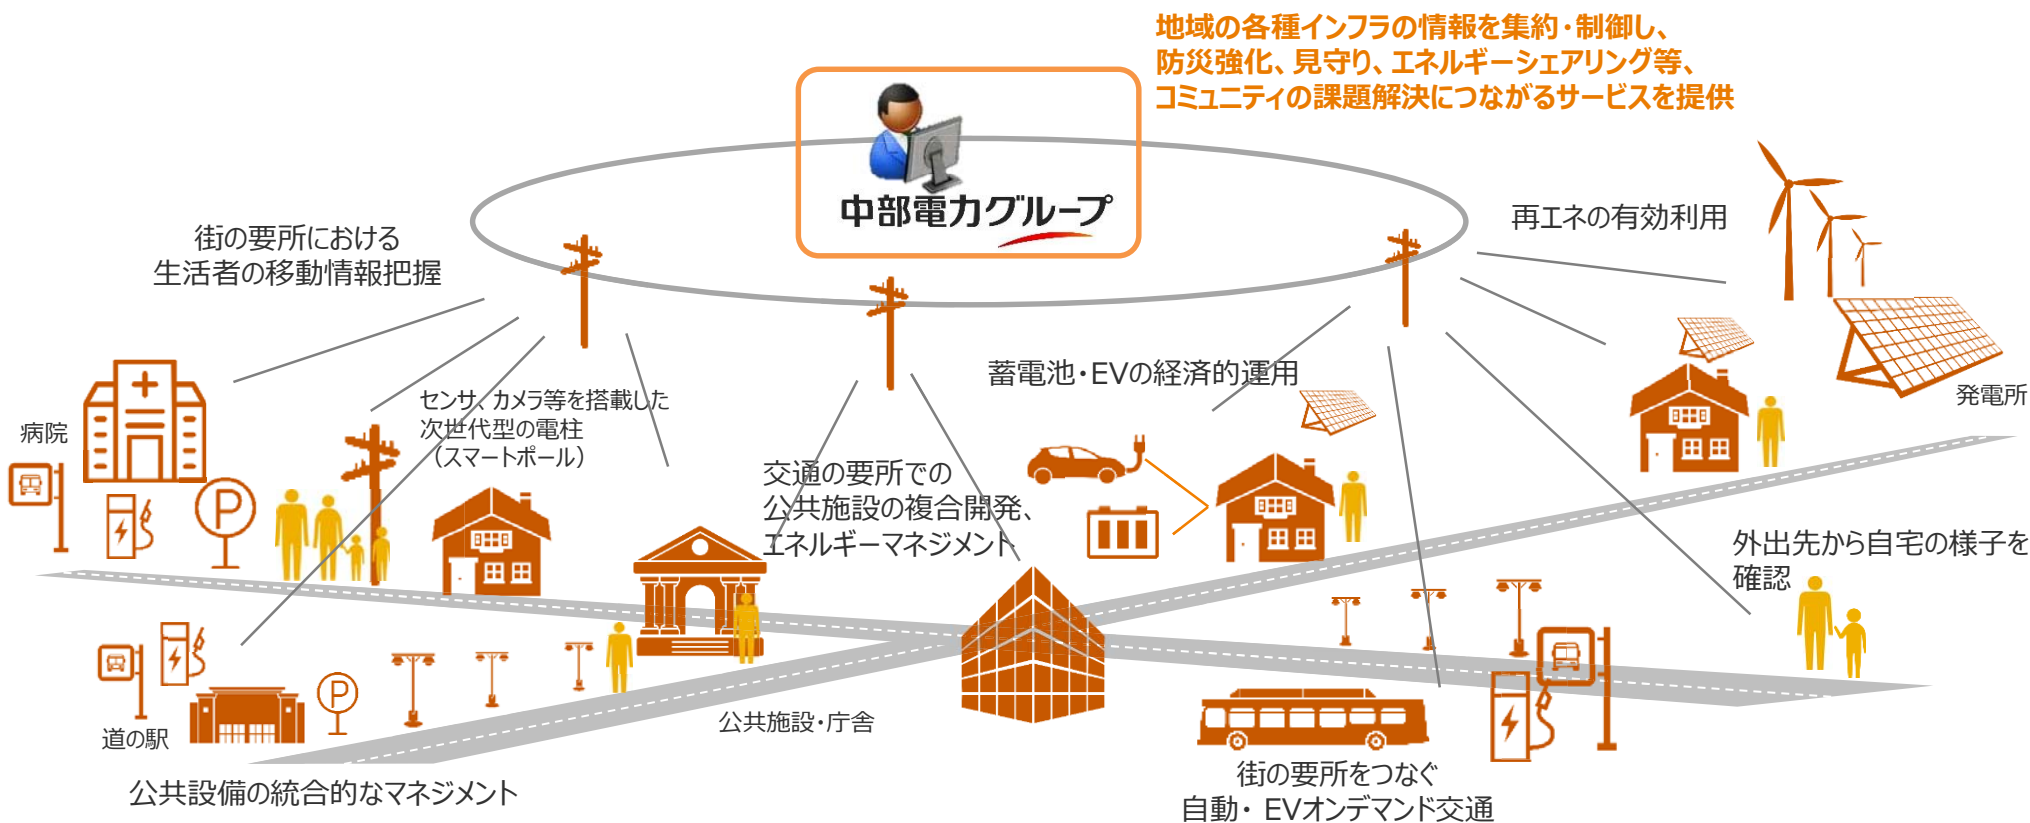 地域の各種インフラの情報を集約・制御し、
防災強化、見守り、エネルギーシェアリング等、
コミュニティの課題解決につながるサービスを提供
中部電力グループ
街の要所における
生活者の移動情報把握
再エネの有効利用
発電所
蓄電池・EVの経済的運用
センサ、カメラ等を搭載した
次世代型の電柱
（スマートポール）
病院
P
交通の要所での
公共施設の複合開発、
エネルギーマネジメント
外出先から自宅の様子を
確認
P
道の駅
公共施設・庁舎
公共設備の統合的なマネジメント
街の要所をつなぐ
自動・ EVオンデマンド交通